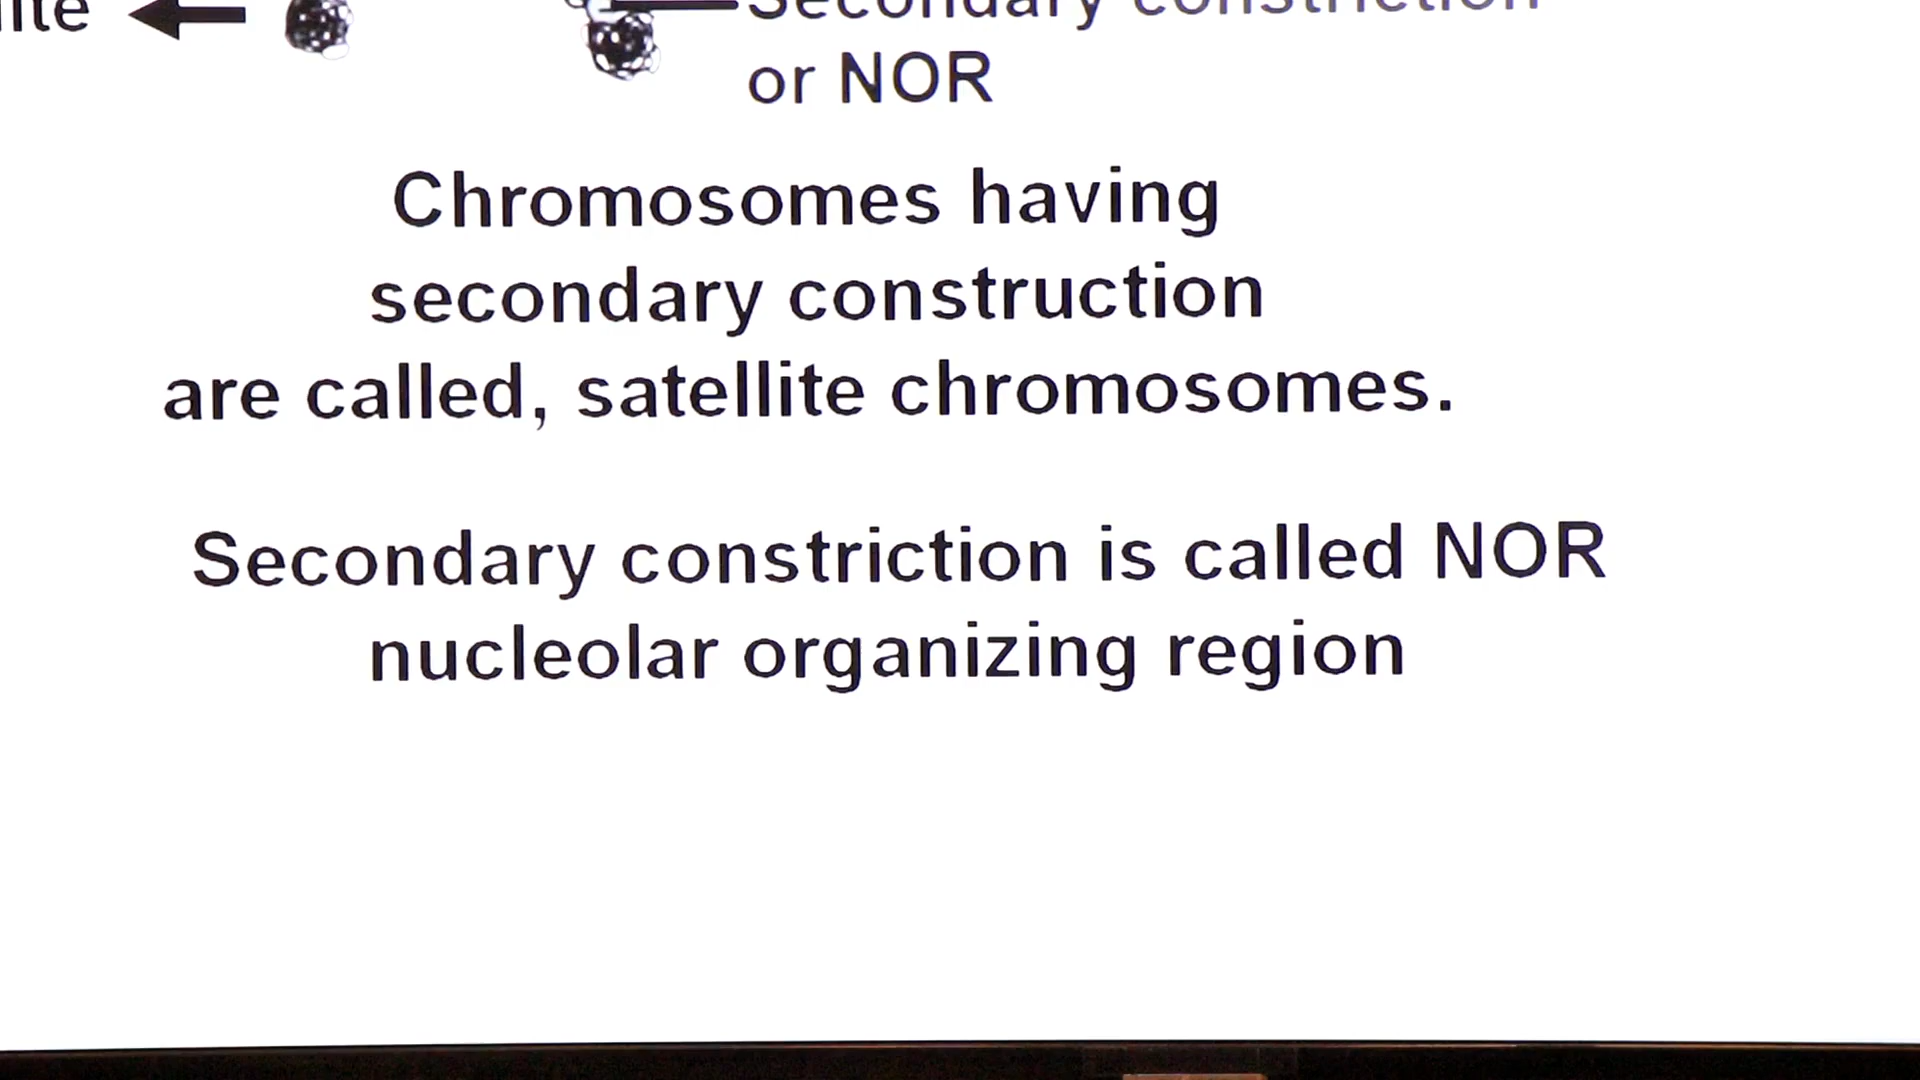 Secondary constriction
or NOR
Chromosomes having
secondary construction
are called, satellite chromosomes.
Secondary constriction is called NOR
nucleolar organizing region